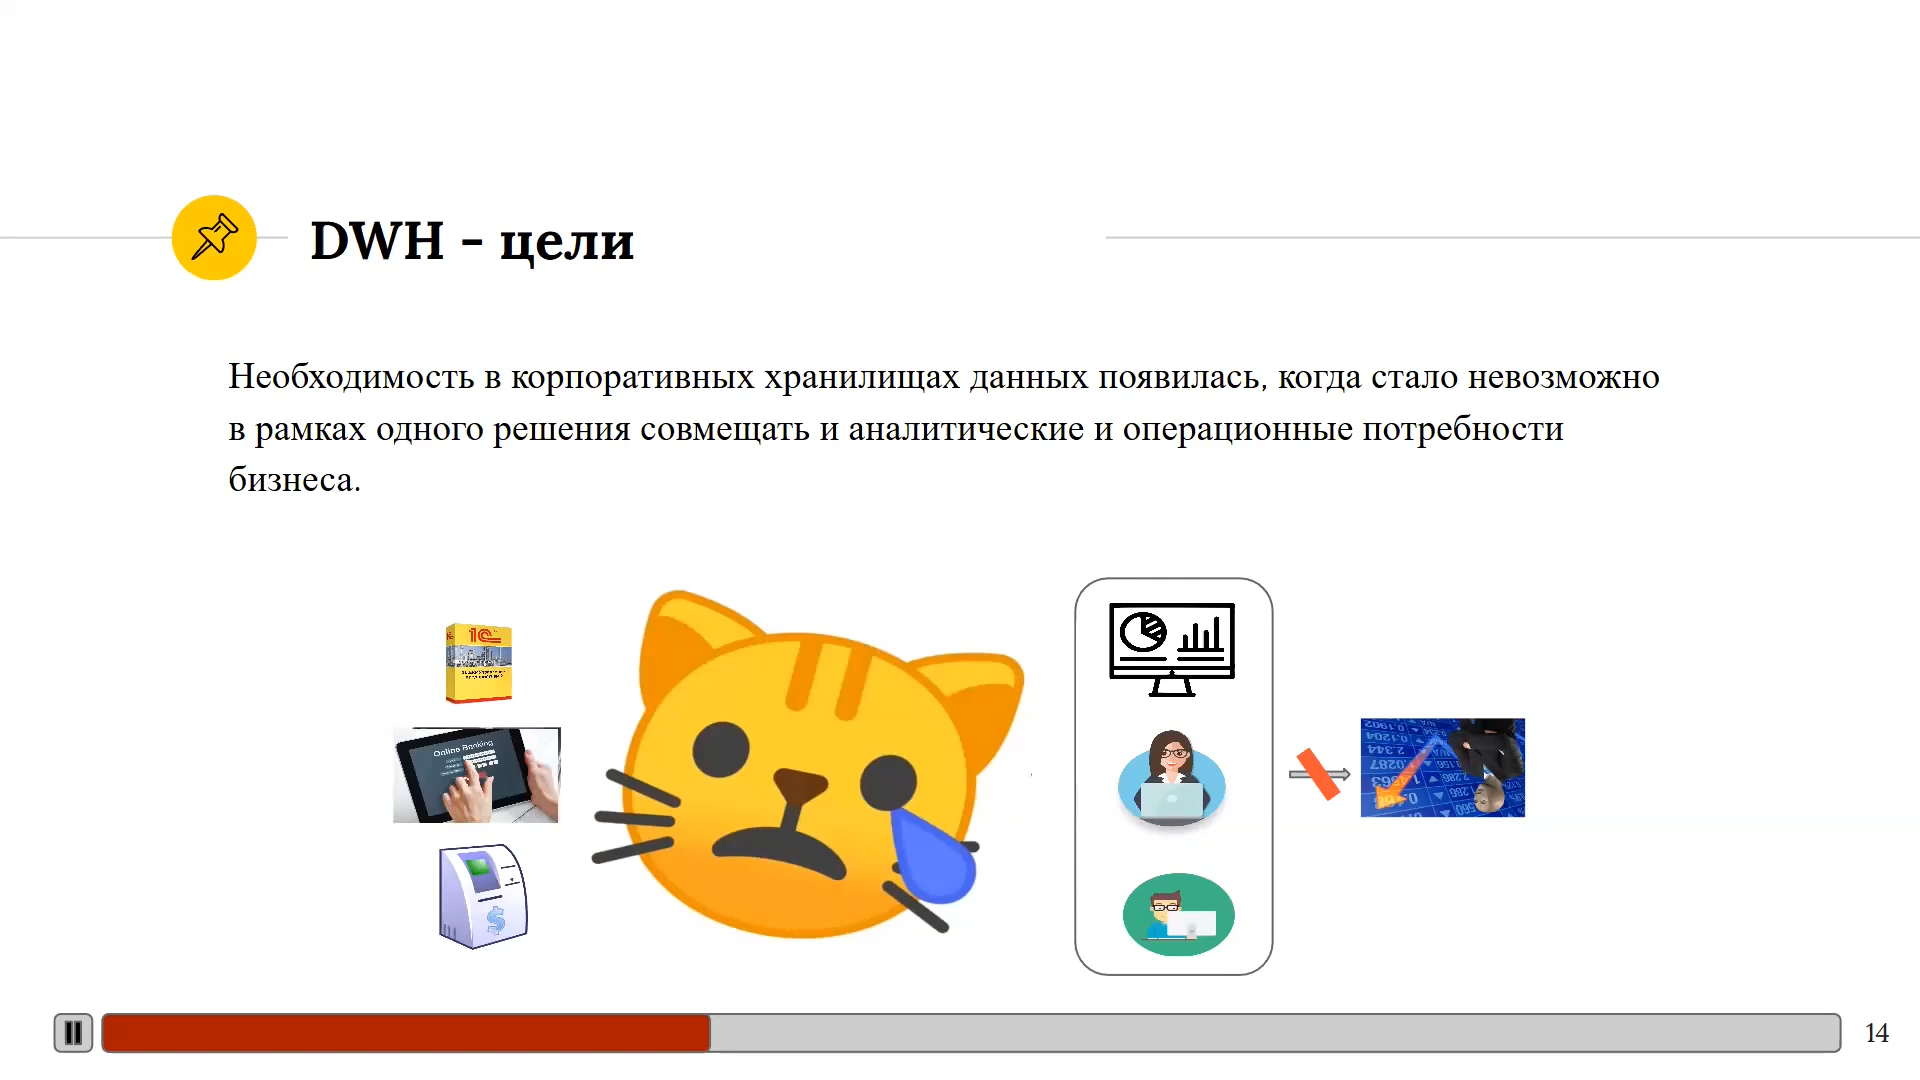 DWH - цели
Необходимость в корпоративных хранилищах данных появилась, когда стало невозможно
в рамках одного решения совмещать и аналитические и операционные потребности
бизнеса.
1С
Online Banking
$
14